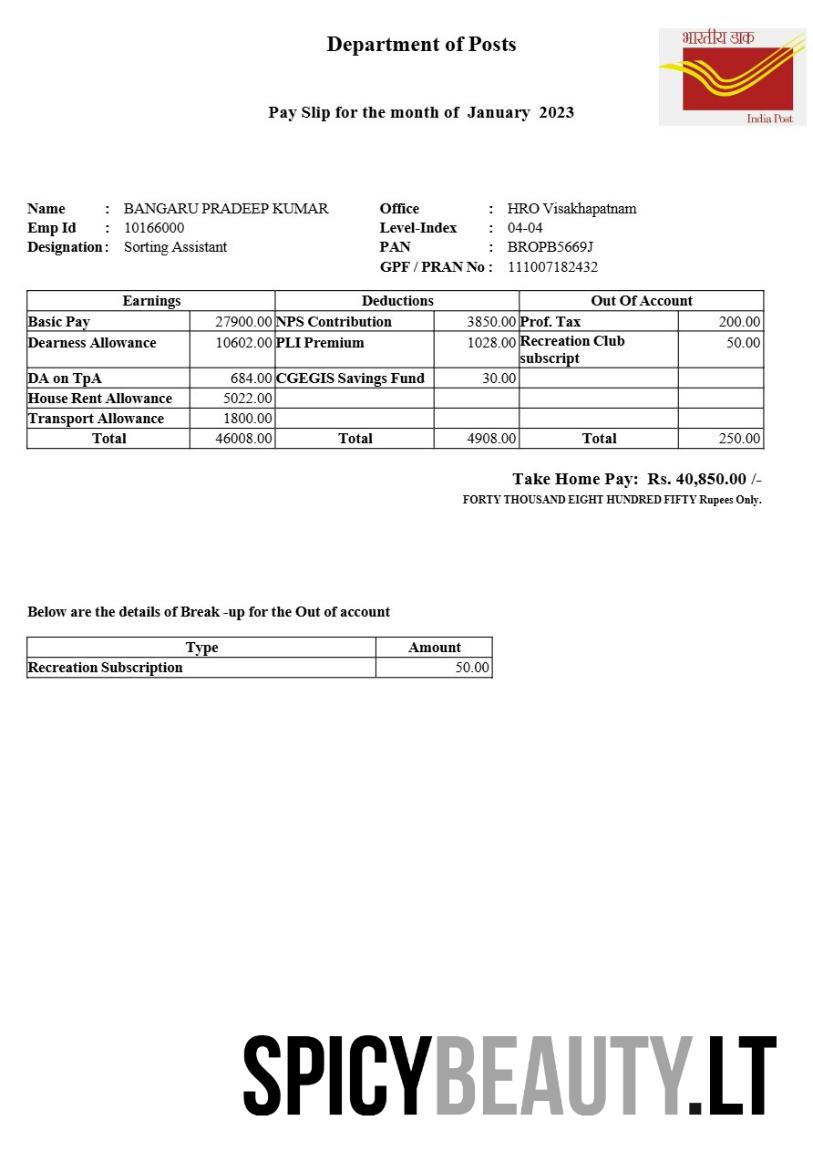 Department of Posts
भारतीय डाक
India Post
Pay Slip for the month of January 2023
Name : BANGARU PRADEEP KUMAR Office : HRO Visakhapatnam
Emp Id : 10166000 Level-Index : 04-04
Designation : Sorting Assistant PAN : BROPB5669J
GPF / PRAN No : 111007182432
Earnings Deductions Out Of Account
Basic Pay 27900.00 NPS Contribution 3850.00 Prof. Tax 200.00
Dearness Allowance 10602.00 PLI Premium 1028.00 Recreation Club 50.00
subscript
DA on TpA 684.00 CGEGIS Savings Fund 30.00
House Rent Allowance 5022.00
Transport Allowance 1800.00
Total 46008.00 Total 4908.00 Total 250.00
Take Home Pay: Rs. 40,850.00 /-
FORTY THOUSAND EIGHT HUNDRED FIFTY Rupees Only.
Below are the details of Break -up for the Out of account
Type Amount
Recreation Subscription 50.00
SPICYBEAUTY.LT